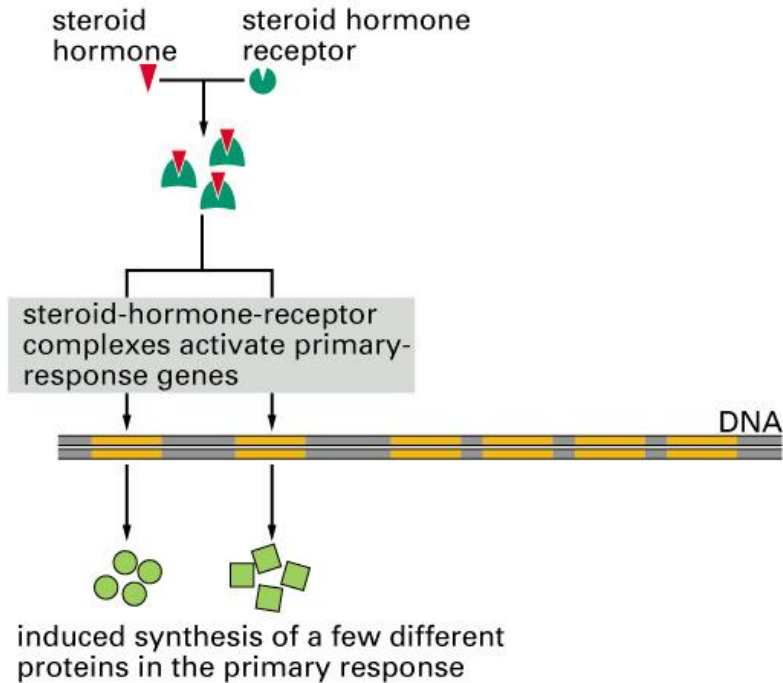 steroid
hormone
steroid hormone
receptor
steroid-hormone-receptor
complexes activate primary-
response genes
DNA
induced synthesis of a few different
proteins in the primary response